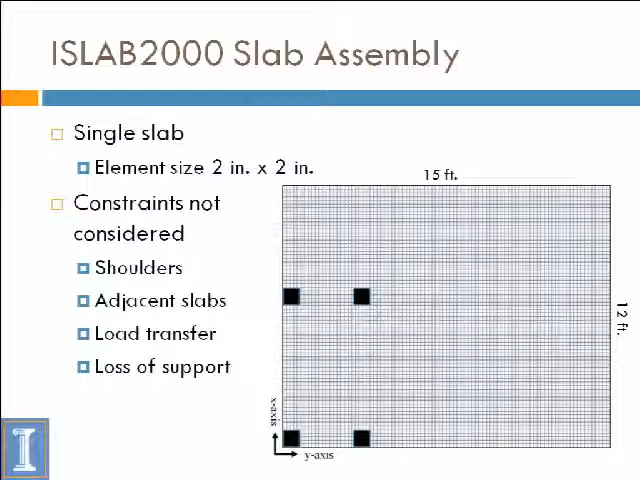 ISLAB2000 Slab Assembly
Single slab
Element size 2 in. x 2 in.
Constraints not
considered
Shoulders
Adjacent slabs
Load transfer
Loss of support
15 ft.
12 ft.
x-axis
y-axis
I